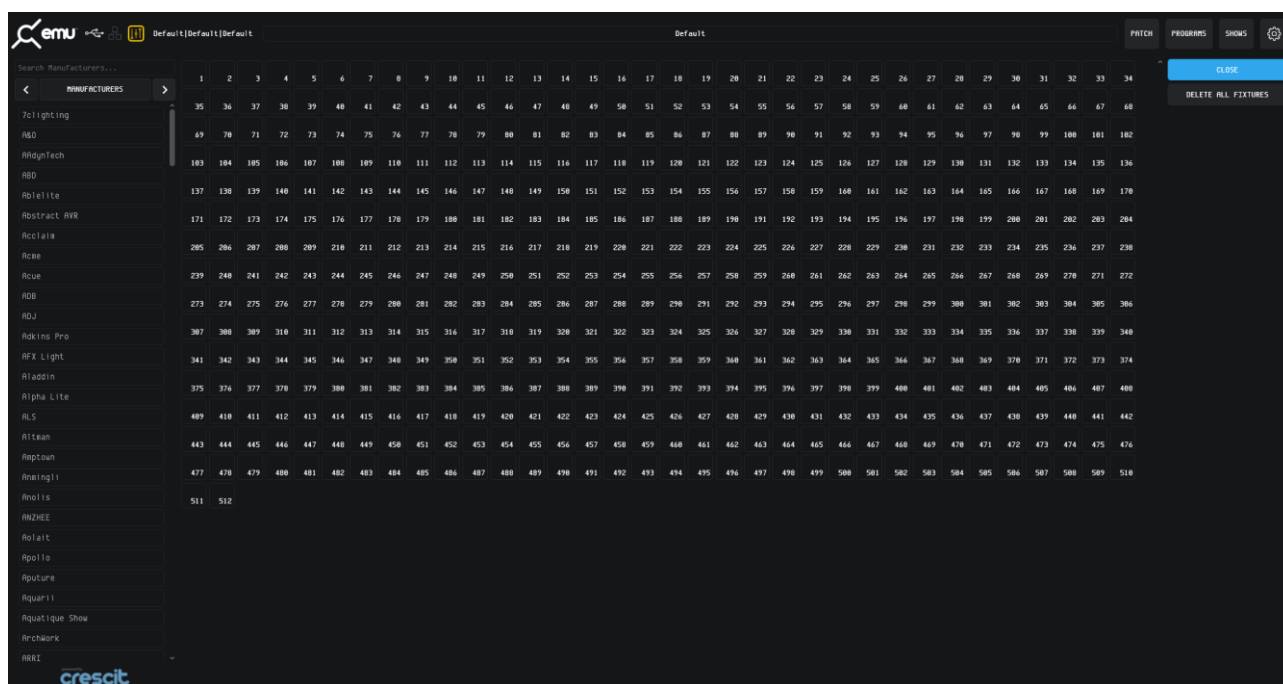 emu Default|Default|Default Default PATCH PROGRAMS SHOWS
Search Manufacturers...
MANUFACTURERS
7clighting
A&O
AAdynTech
ABD
Ablelite
Abstract AVR
Acclaim
Acme
Acue
ADB
ADJ
Adkins Pro
AFX Light
Aladdin
Alpha Lite
ALS
Altman
Amptown
Anmingli
Anolis
ANZHEE
Aolait
Apollo
Aputure
Aquarii
Aquatique Show
ArchWork
ARRI
crescit
1 2 3 4 5 6 7 8 9 10 11 12 13 14 15 16 17 18 19 20 21 22 23 24 25 26 27 28 29 30 31 32 33 34
35 36 37 38 39 40 41 42 43 44 45 46 47 48 49 50 51 52 53 54 55 56 57 58 59 60 61 62 63 64 65 66 67 68
69 70 71 72 73 74 75 76 77 78 79 80 81 82 83 84 85 86 87 88 89 90 91 92 93 94 95 96 97 98 99 100 101 102
103 104 105 106 107 108 109 110 111 112 113 114 115 116 117 118 119 120 121 122 123 124 125 126 127 128 129 130 131 132 133 134 135 136
137 138 139 140 141 142 143 144 145 146 147 148 149 150 151 152 153 154 155 156 157 158 159 160 161 162 163 164 165 166 167 168 169 170
171 172 173 174 175 176 177 178 179 180 181 182 183 184 185 186 187 188 189 190 191 192 193 194 195 196 197 198 199 200 201 202 203 204
205 206 207 208 209 210 211 212 213 214 215 216 217 218 219 220 221 222 223 224 225 226 227 228 229 230 231 232 233 234 235 236 237 238
239 240 241 242 243 244 245 246 247 248 249 250 251 252 253 254 255 256 257 258 259 260 261 262 263 264 265 266 267 268 269 270 271 272
273 274 275 276 277 278 279 280 281 282 283 284 285 286 287 288 289 290 291 292 293 294 295 296 297 298 299 300 301 302 303 304 305 306
307 308 309 310 311 312 313 314 315 316 317 318 319 320 321 322 323 324 325 326 327 328 329 330 331 332 333 334 335 336 337 338 339 340
341 342 343 344 345 346 347 348 349 350 351 352 353 354 355 356 357 358 359 360 361 362 363 364 365 366 367 368 369 370 371 372 373 374
375 376 377 378 379 380 381 382 383 384 385 386 387 388 389 390 391 392 393 394 395 396 397 398 399 400 401 402 403 404 405 406 407 408
409 410 411 412 413 414 415 416 417 418 419 420 421 422 423 424 425 426 427 428 429 430 431 432 433 434 435 436 437 438 439 440 441 442
443 444 445 446 447 448 449 450 451 452 453 454 455 456 457 458 459 460 461 462 463 464 465 466 467 468 469 470 471 472 473 474 475 476
477 478 479 480 481 482 483 484 485 486 487 488 489 490 491 492 493 494 495 496 497 498 499 500 501 502 503 504 505 506 507 508 509 510
511 512
CLOSE
DELETE ALL FIXTURES